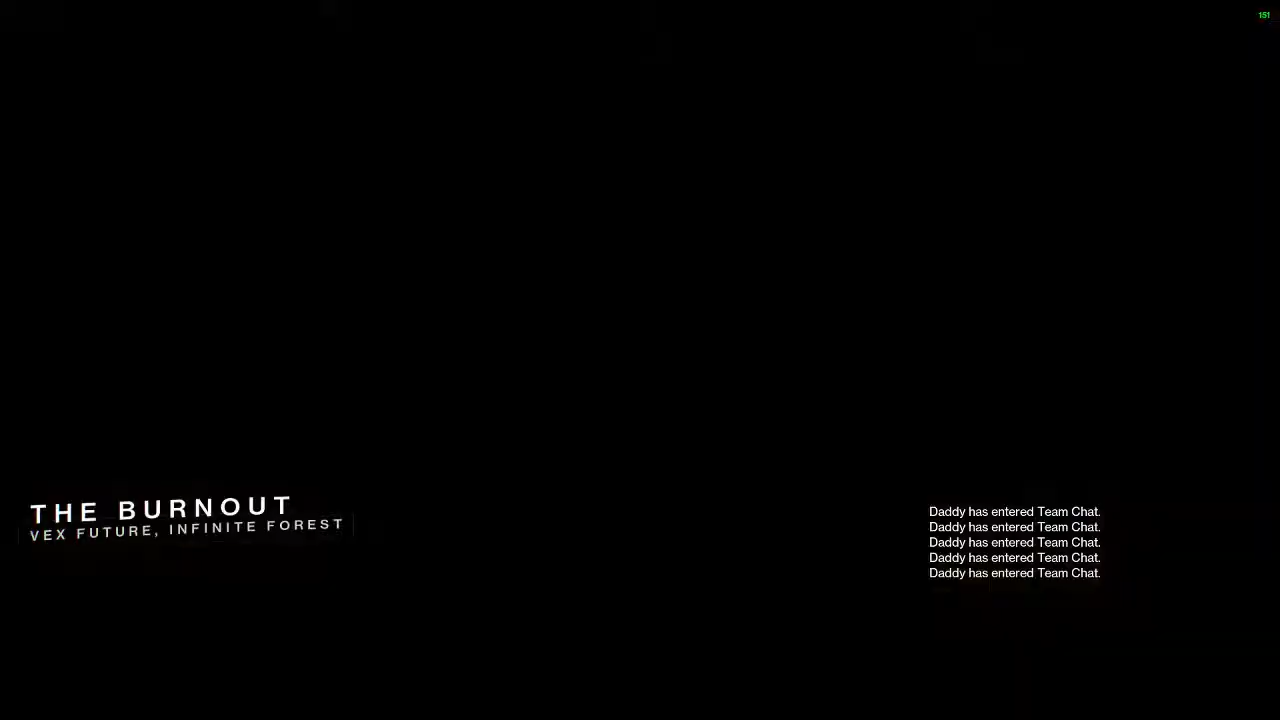 151
THE BURNOUT
VEX FUTURE, INFINITE FOREST
Daddy has entered Team Chat.
Daddy has entered Team Chat.
Daddy has entered Team Chat.
Daddy has entered Team Chat.
Daddy has entered Team Chat.